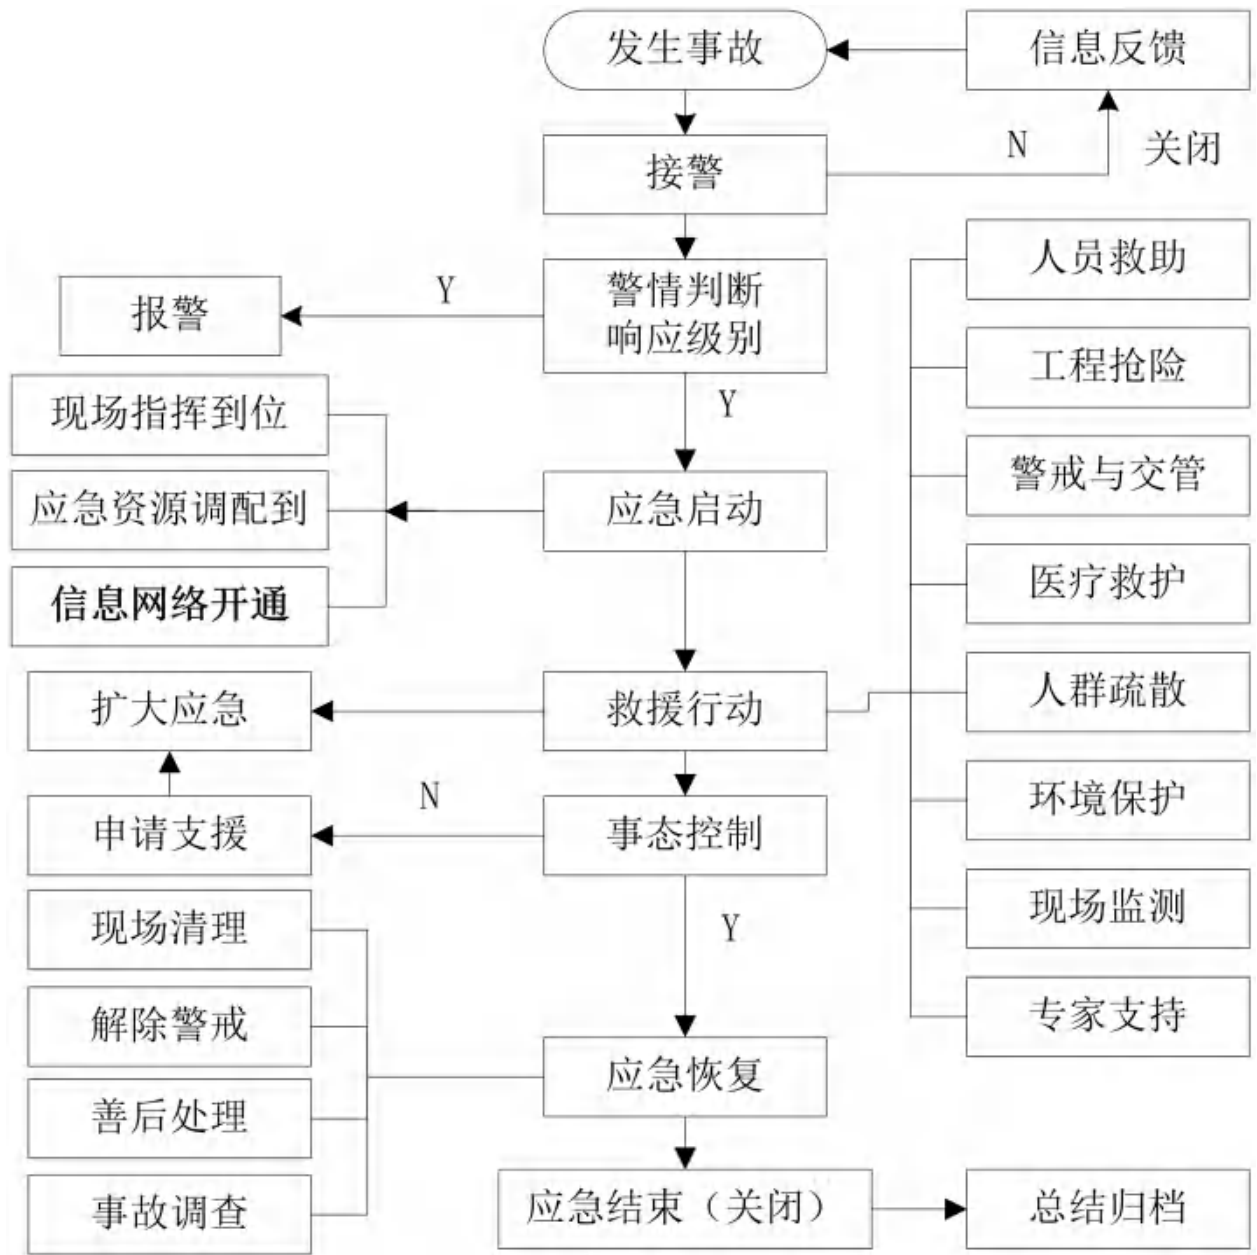 发生事故
信息反馈
接警
N
关闭
警情判断
响应级别
Y
报警
人员救助
工程抢险
现场指挥到位
Y
警戒与交管
应急资源调配到
应急启动
医疗救护
信息网络开通
扩大应急
救援行动
人群疏散
申请支援
N
事态控制
环境保护
现场清理
Y
现场监测
解除警戒
专家支持
应急恢复
善后处理
事故调查
应急结束（关闭）
总结归档